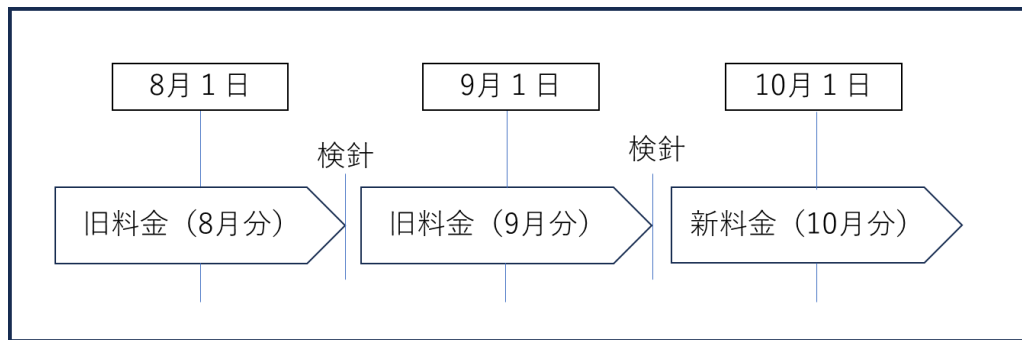 8月１日
9月１日
10月１日
検針
検針
旧料金（8月分）
旧料金（9月分）
新料金（10月分）